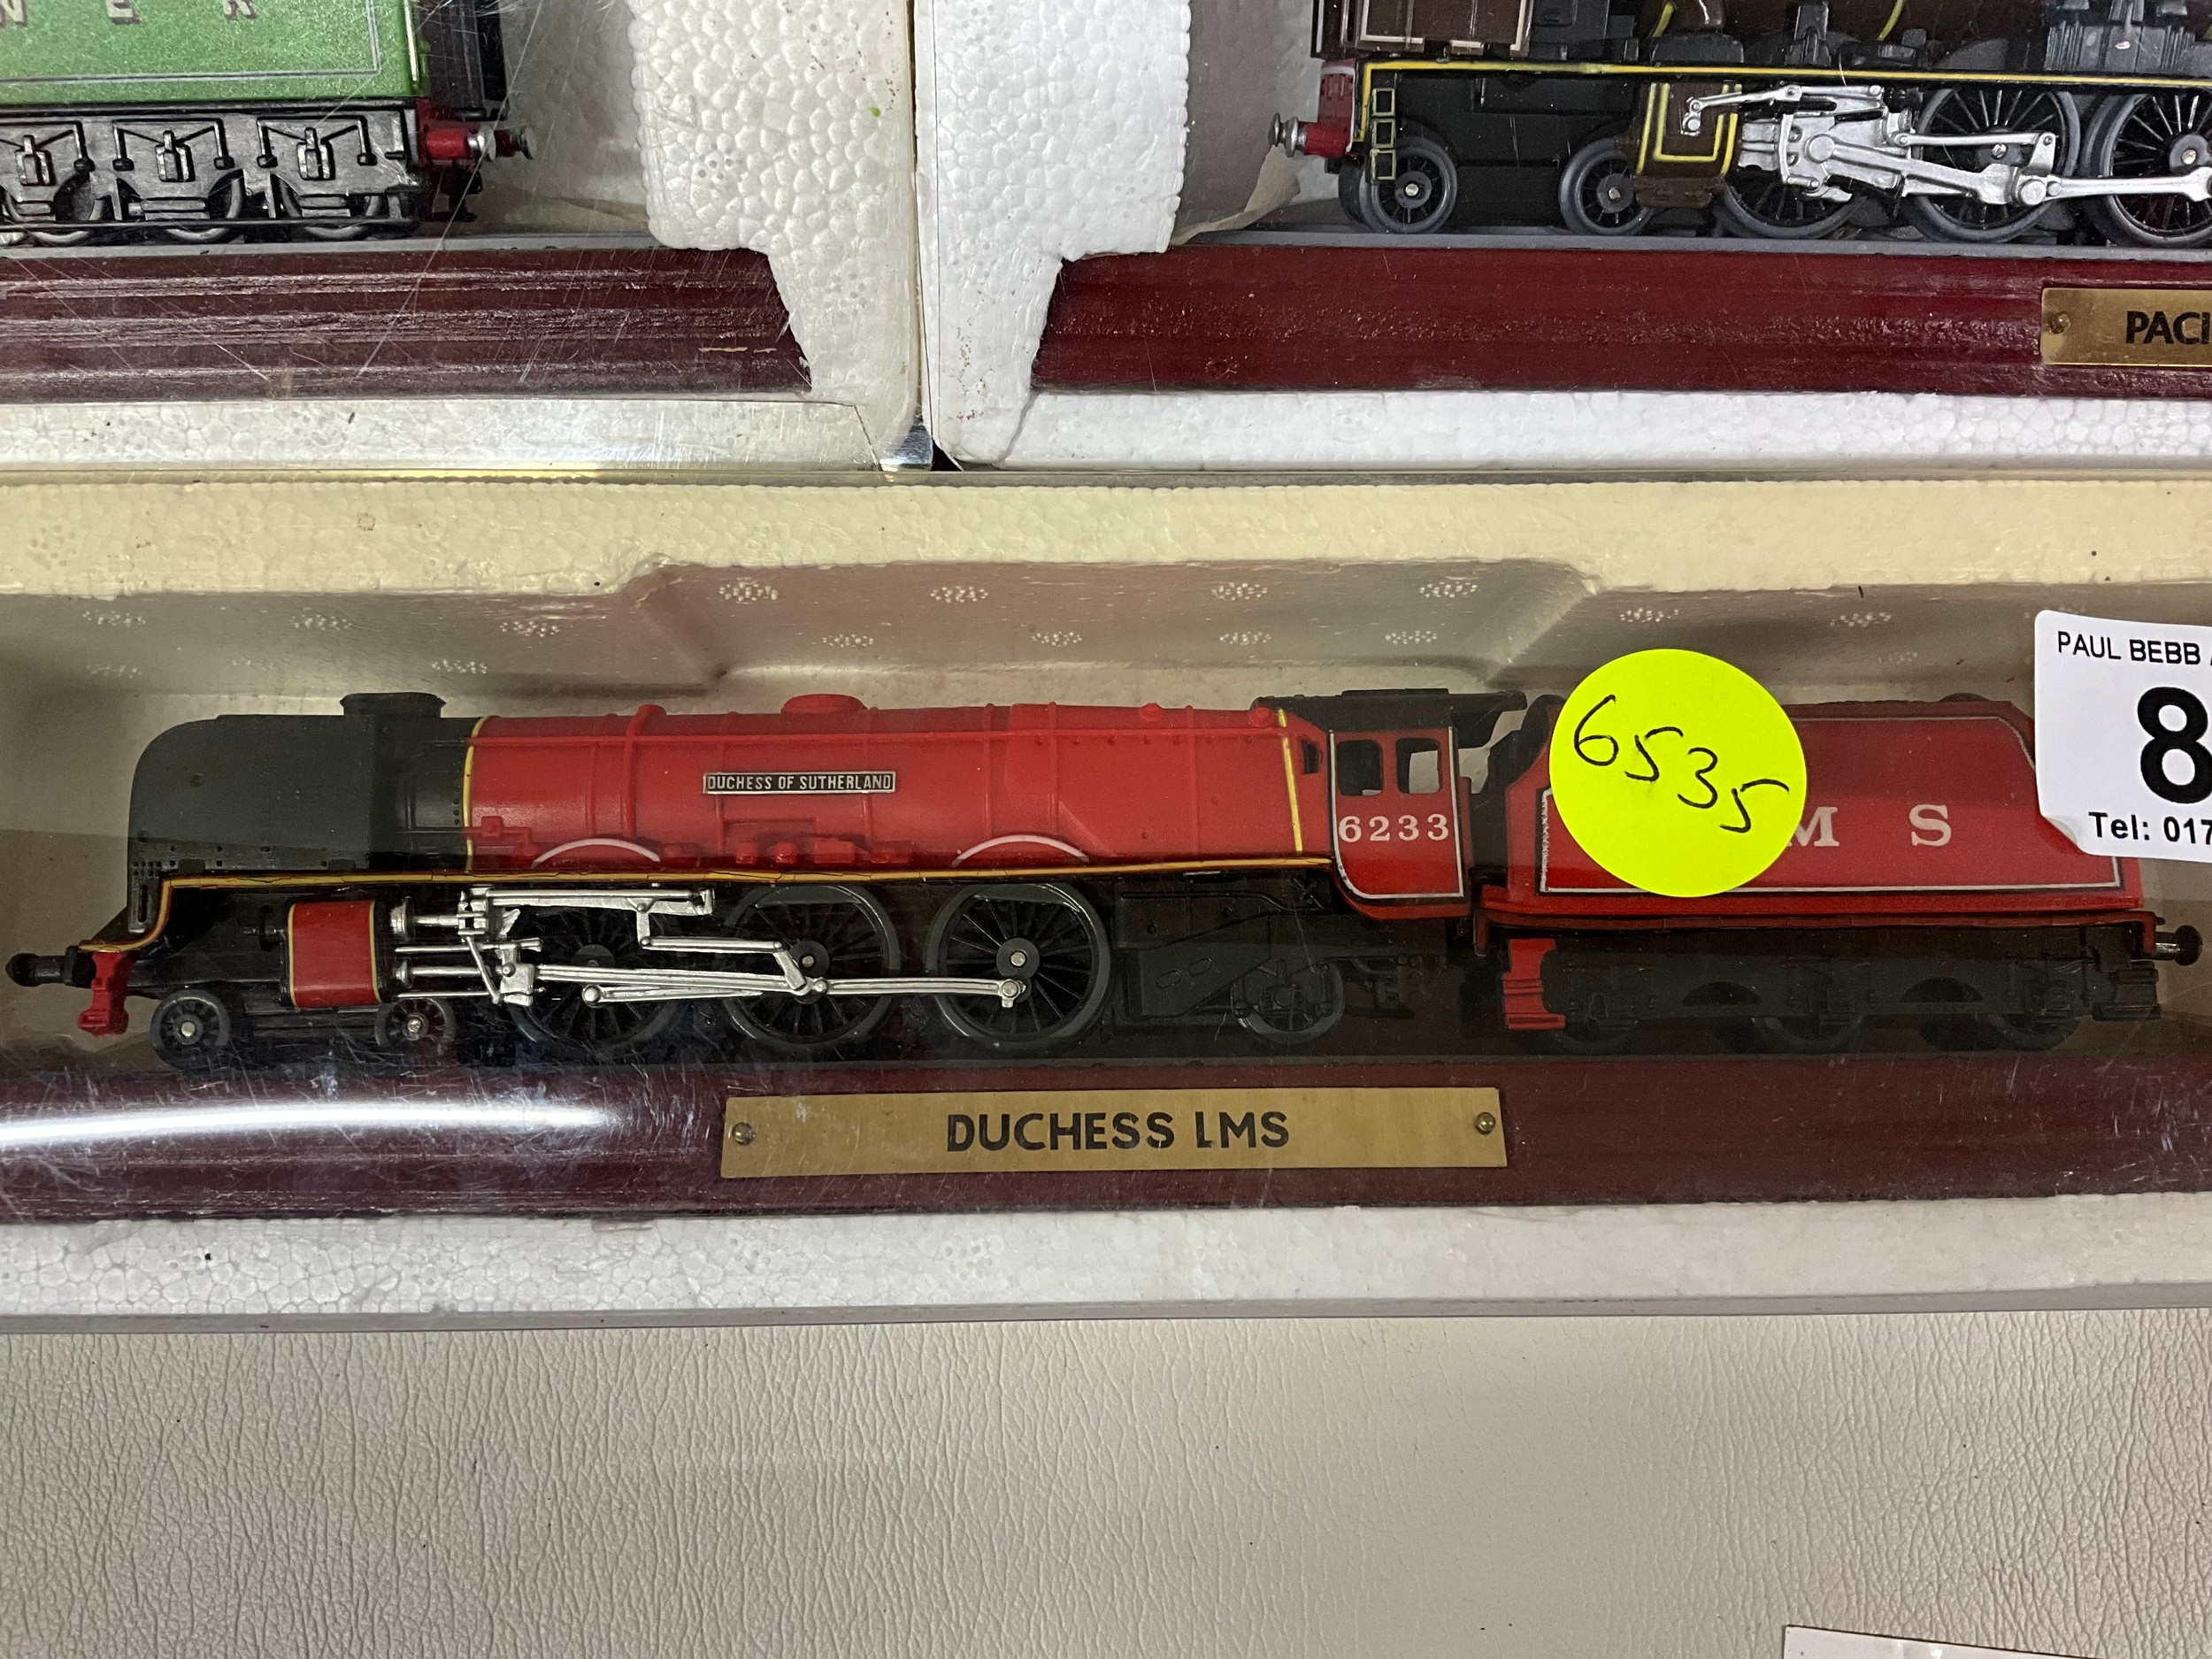 N E R
PACI
PAUL BEBB
8
Tel: 017
6535
DUCHESS OF SUTHERLAND
6233
M S
DUCHESS LMS